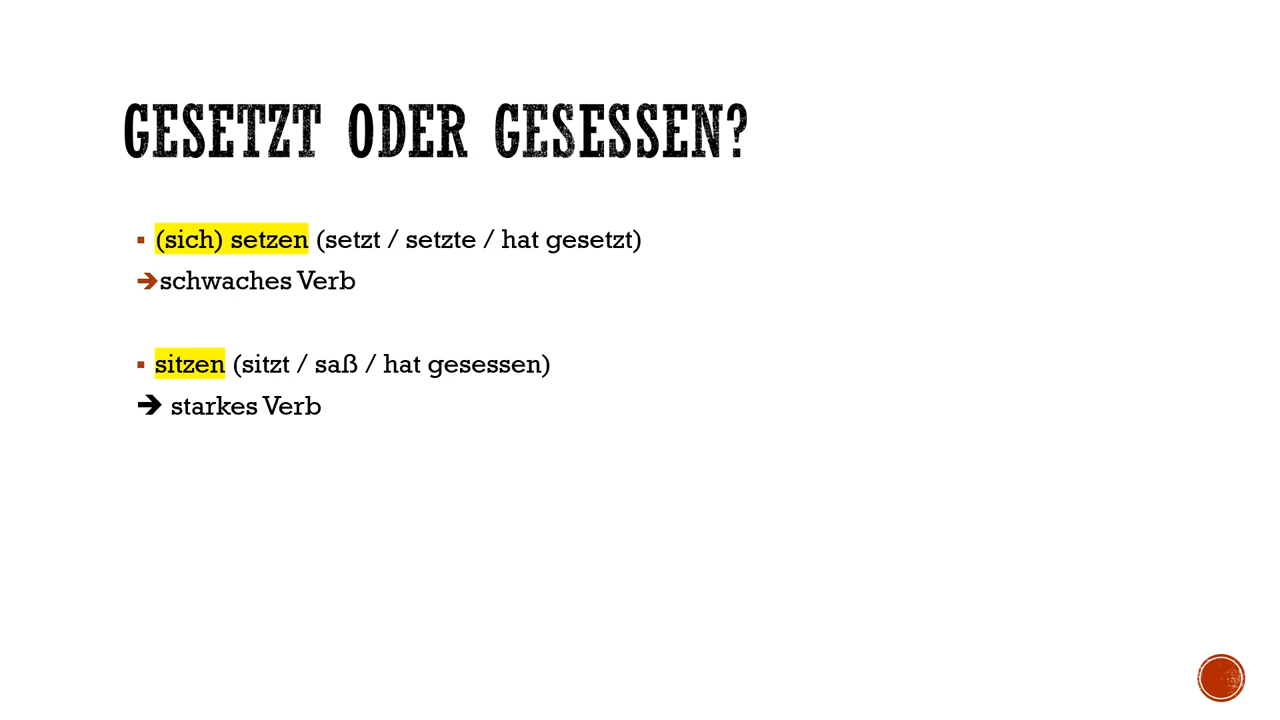 GESETZT ODER GESESSEN?
▪ (sich) setzen (setzt / setzte / hat gesetzt)
➔schwaches Verb
▪ sitzen (sitzt / saß / hat gesessen)
➔ starkes Verb